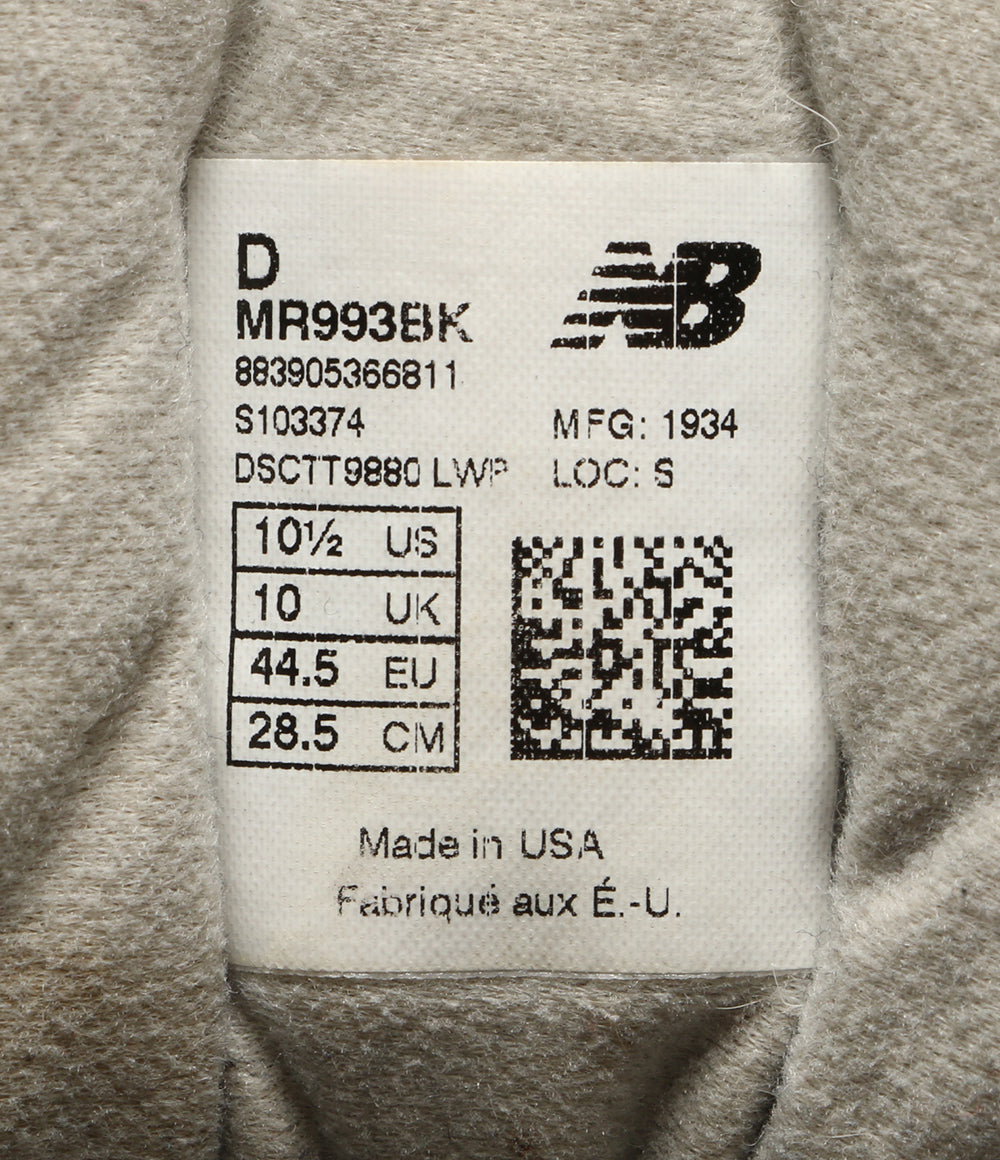 D
NB
MR993BK
883905366811
S103374
MFG: 1934
DSCTT9880 LWP
LOC: S
10½ US
10 UK
44.5 EU
28.5 CM
Made in USA
Fabriqué aux É.-U.